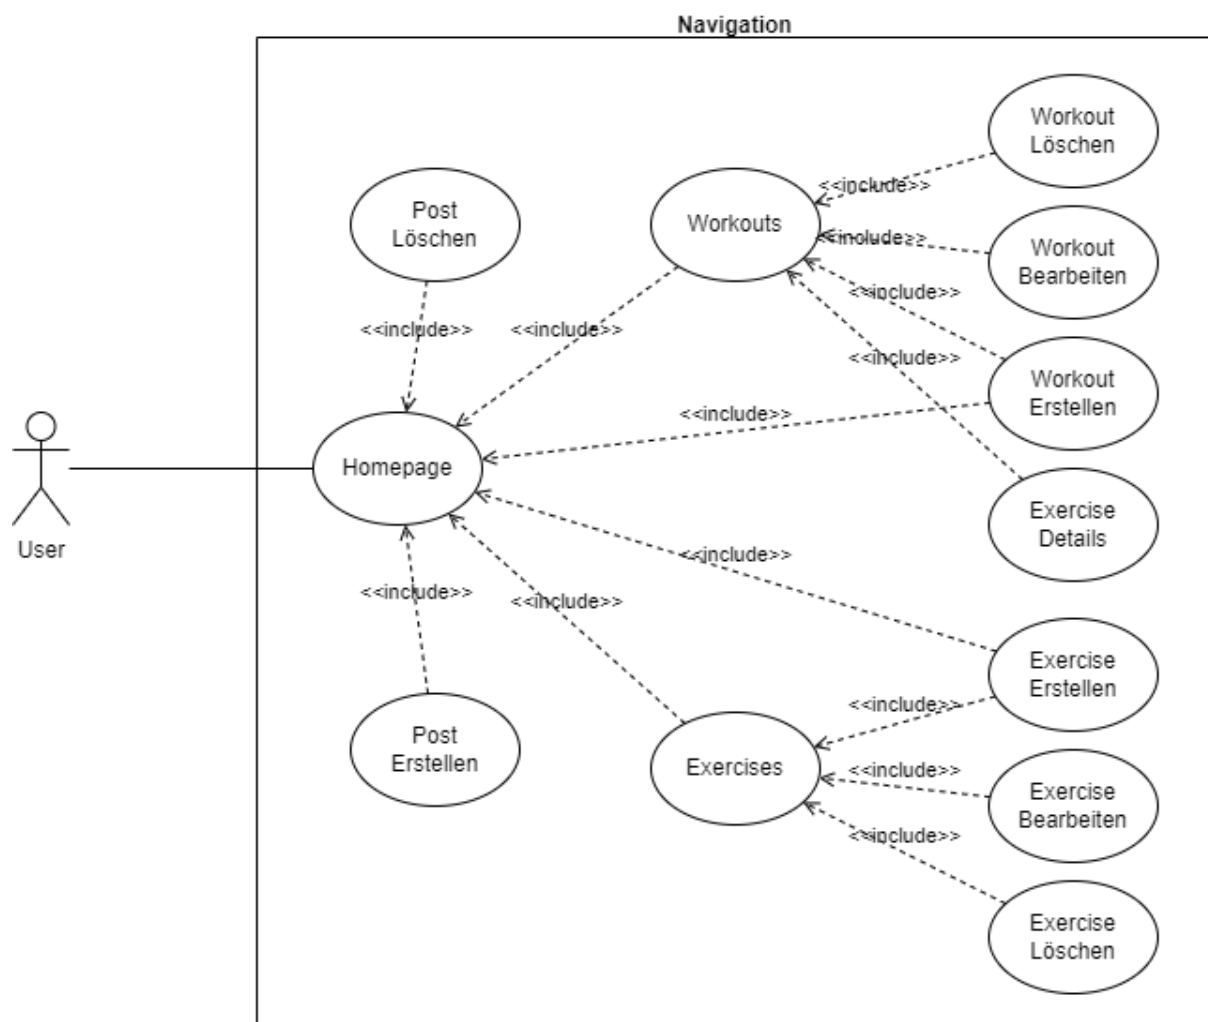 Navigation
Workout
Löschen
<<include>>
Post
Löschen
Workouts
<<include>>
Workout
Bearbeiten
<<include>>
<<include>>
<<include>>
<<include>>
Workout
Erstellen
<<include>>
Homepage
User
Exercise
Details
<<include>>
<<include>>
<<include>>
Exercise
Erstellen
<<include>>
Post
Erstellen
Exercises
<<include>>
Exercise
Bearbeiten
<<include>>
Exercise
Löschen